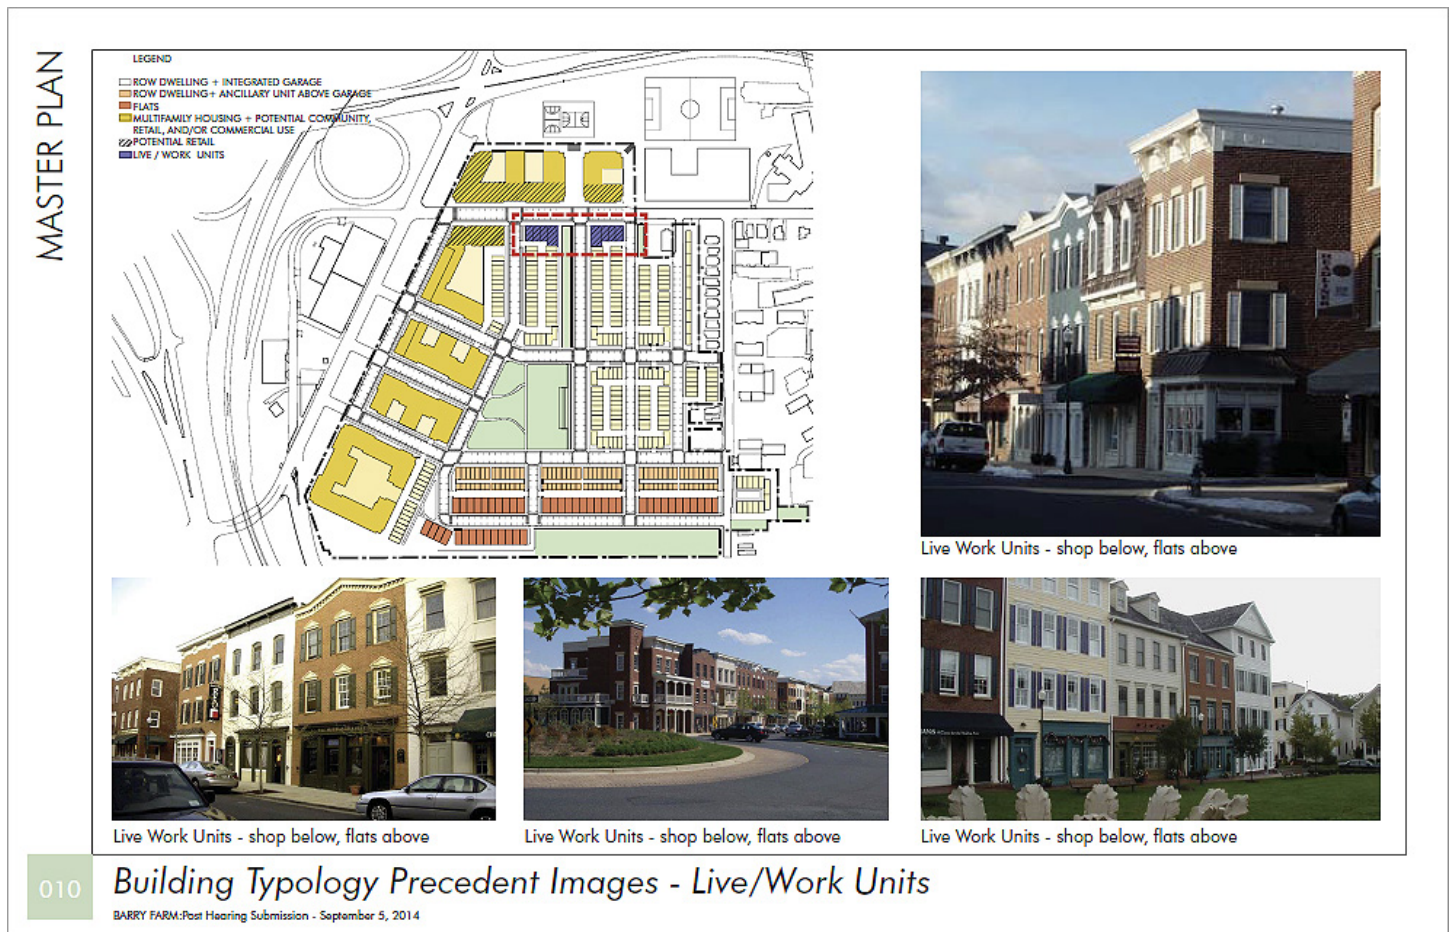 MASTER PLAN
LEGEND
ROW DWELLING + INTEGRATED GARAGE
ROW DWELLING+ ANCILLARY UNIT ABOVE GARAGE
FLATS
MULTIFAMILY HOUSING + POTENTIAL COMMUNITY,
RETAIL, AND/OR COMMERCIAL USE
POTENTIAL RETAIL
LIVE / WORK UNITS
Live Work Units - shop below, flats above
Live Work Units - shop below, flats above
Live Work Units - shop below, flats above
Live Work Units - shop below, flats above
010
Building Typology Precedent Images - Live/Work Units
BARRY FARM:Post Hearing Submission - September 5, 2014